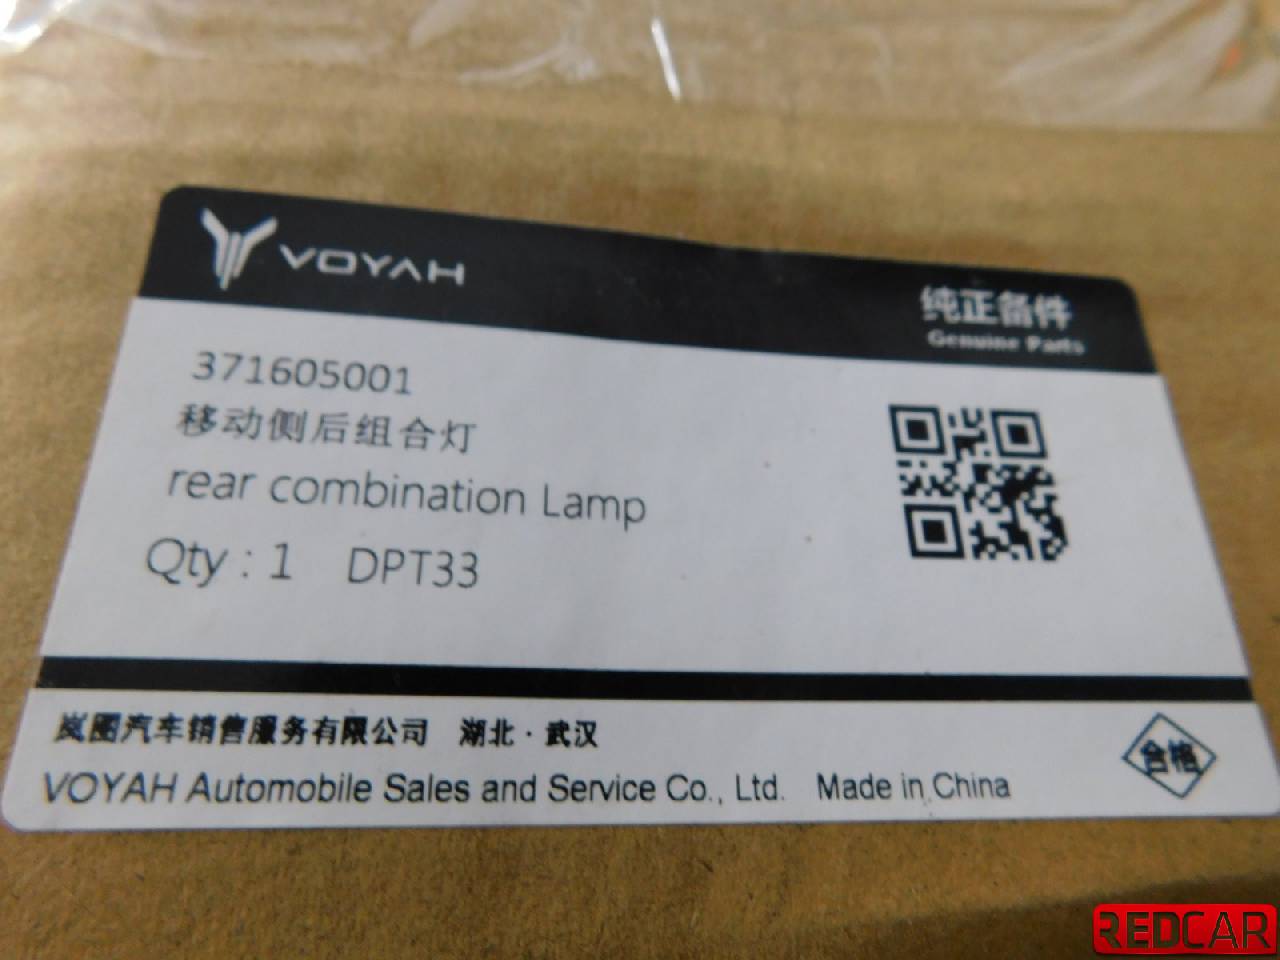 VOYAH
纯正备件
Genuine Parts
371605001
移动侧后组合灯
rear combination Lamp
Qty : 1 DPT33
岚图汽车销售服务有限公司 湖北·武汉
VOYAH Automobile Sales and Service Co., Ltd. Made in China
合格
REDCAR